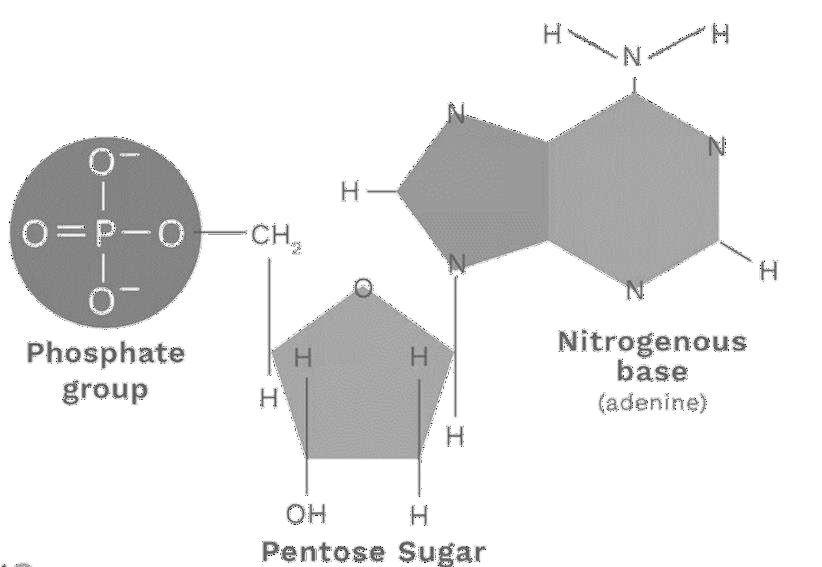 H N H
N
N
O⁻
H
O = P – O
CH₂
N
H
O⁻
O
N
Nitrogenous
base
(adenine)
Phosphate
group
H
H
H
H
OH
H
Pentose Sugar